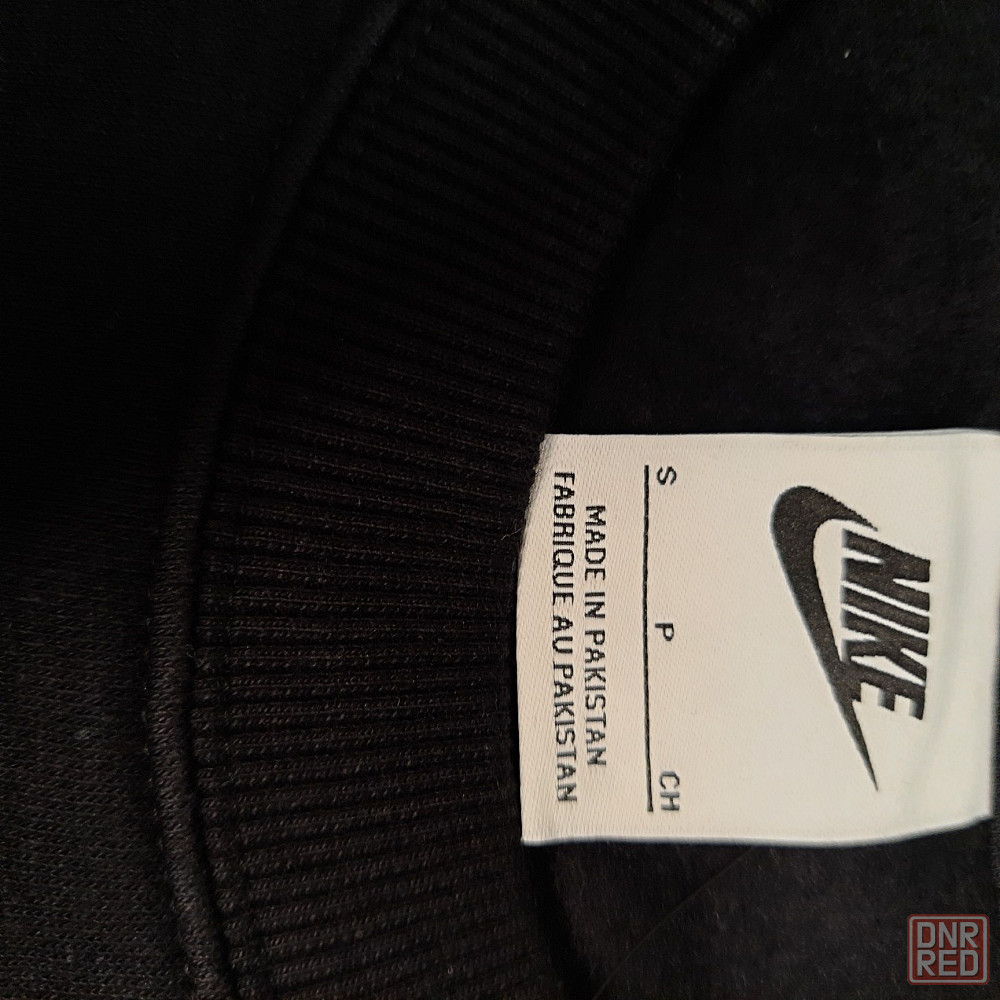 NIKE
S P CH
MADE IN PAKISTAN
FABRIQUE AU PAKISTAN
DNR
RED